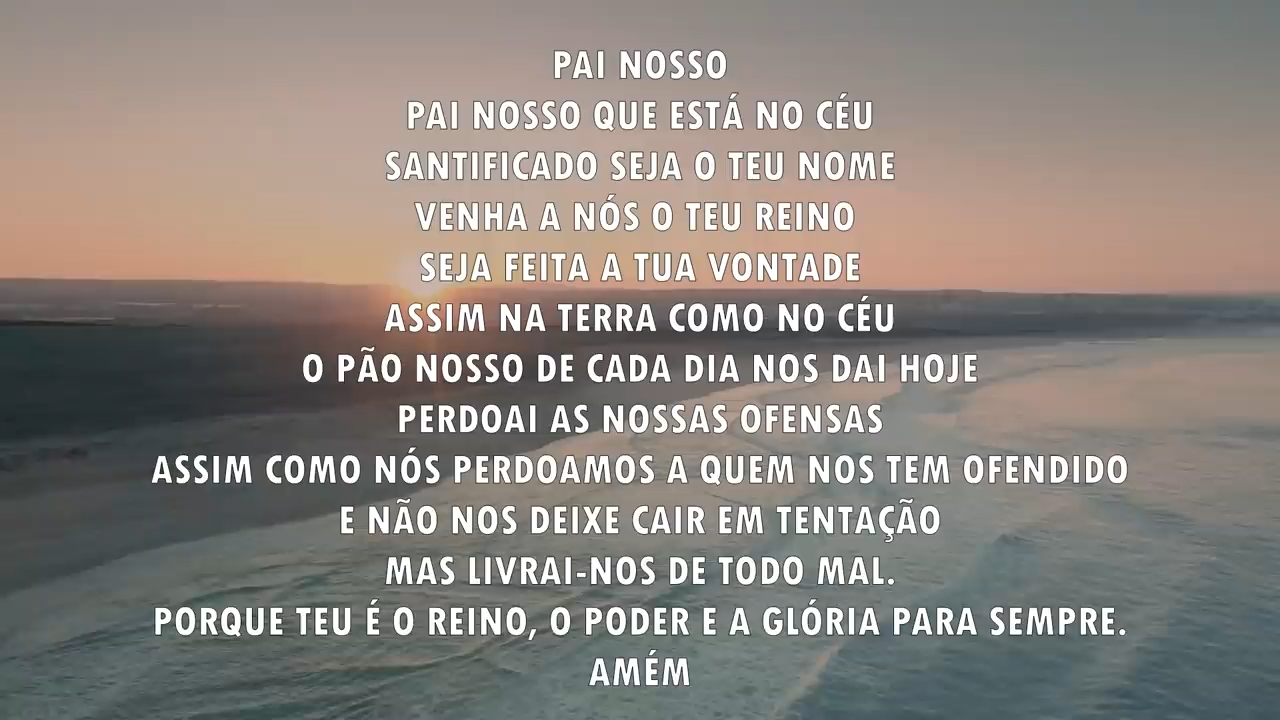 PAI NOSSO
PAI NOSSO QUE ESTÁ NO CÉU
SANTIFICADO SEJA O TEU NOME
VENHA A NÓS O TEU REINO
SEJA FEITA A TUA VONTADE
ASSIM NA TERRA COMO NO CÉU
O PÃO NOSSO DE CADA DIA NOS DAI HOJE
PERDOAI AS NOSSAS OFENSAS
ASSIM COMO NÓS PERDOAMOS A QUEM NOS TEM OFENDIDO
E NÃO NOS DEIXE CAIR EM TENTAÇÃO
MAS LIVRAI-NOS DE TODO MAL.
PORQUE TEU É O REINO, O PODER E A GLÓRIA PARA SEMPRE.
AMÉM